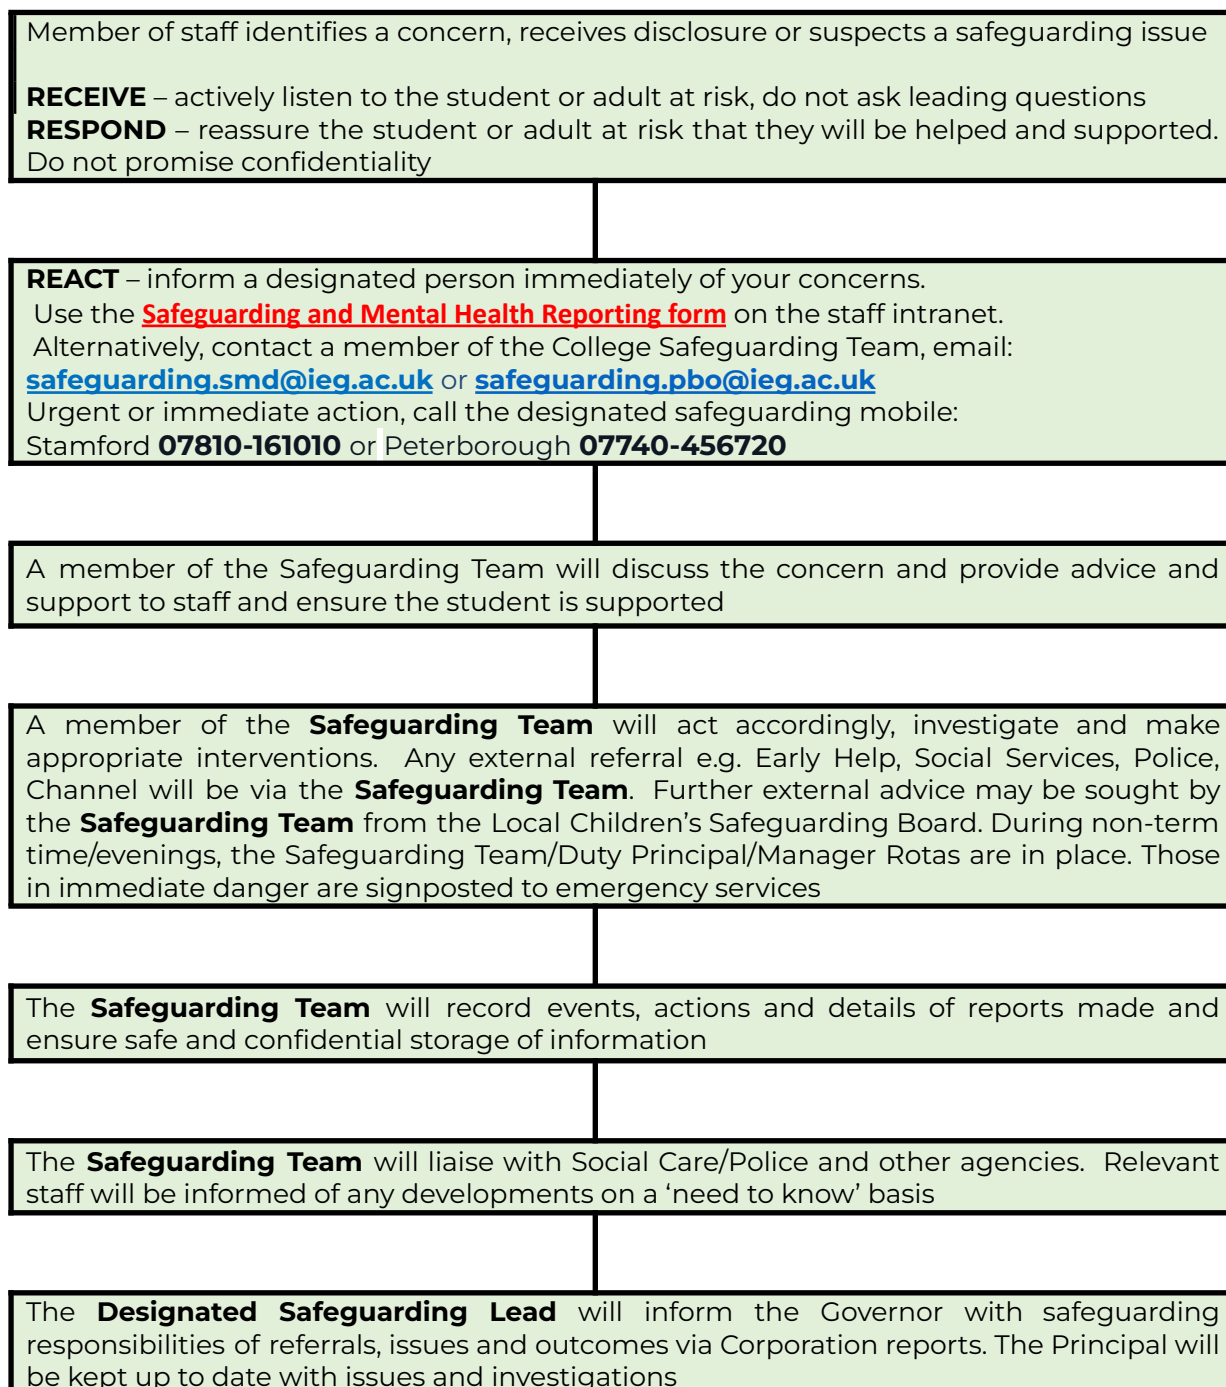 Member of staff identifies a concern, receives disclosure or suspects a safeguarding issue
RECEIVE – actively listen to the student or adult at risk, do not ask leading questions
RESPOND – reassure the student or adult at risk that they will be helped and supported.
Do not promise confidentiality
REACT – inform a designated person immediately of your concerns.
Use the Safeguarding and Mental Health Reporting form on the staff intranet.
Alternatively, contact a member of the College Safeguarding Team, email:
safeguarding.smd@ieg.ac.uk or safeguarding.pbo@ieg.ac.uk
Urgent or immediate action, call the designated safeguarding mobile:
Stamford 07810-161010 or Peterborough 07740-456720
A member of the Safeguarding Team will discuss the concern and provide advice and
support to staff and ensure the student is supported
A member of the Safeguarding Team will act accordingly, investigate and make
appropriate interventions. Any external referral e.g. Early Help, Social Services, Police,
Channel will be via the Safeguarding Team. Further external advice may be sought by
the Safeguarding Team from the Local Children's Safeguarding Board. During non-term
time/evenings, the Safeguarding Team/Duty Principal/Manager Rotas are in place. Those
in immediate danger are signposted to emergency services
The Safeguarding Team will record events, actions and details of reports made and
ensure safe and confidential storage of information
The Safeguarding Team will liaise with Social Care/Police and other agencies. Relevant
staff will be informed of any developments on a ‘need to know’ basis
The Designated Safeguarding Lead will inform the Governor with safeguarding
responsibilities of referrals, issues and outcomes via Corporation reports. The Principal will
be kept up to date with issues and investigations